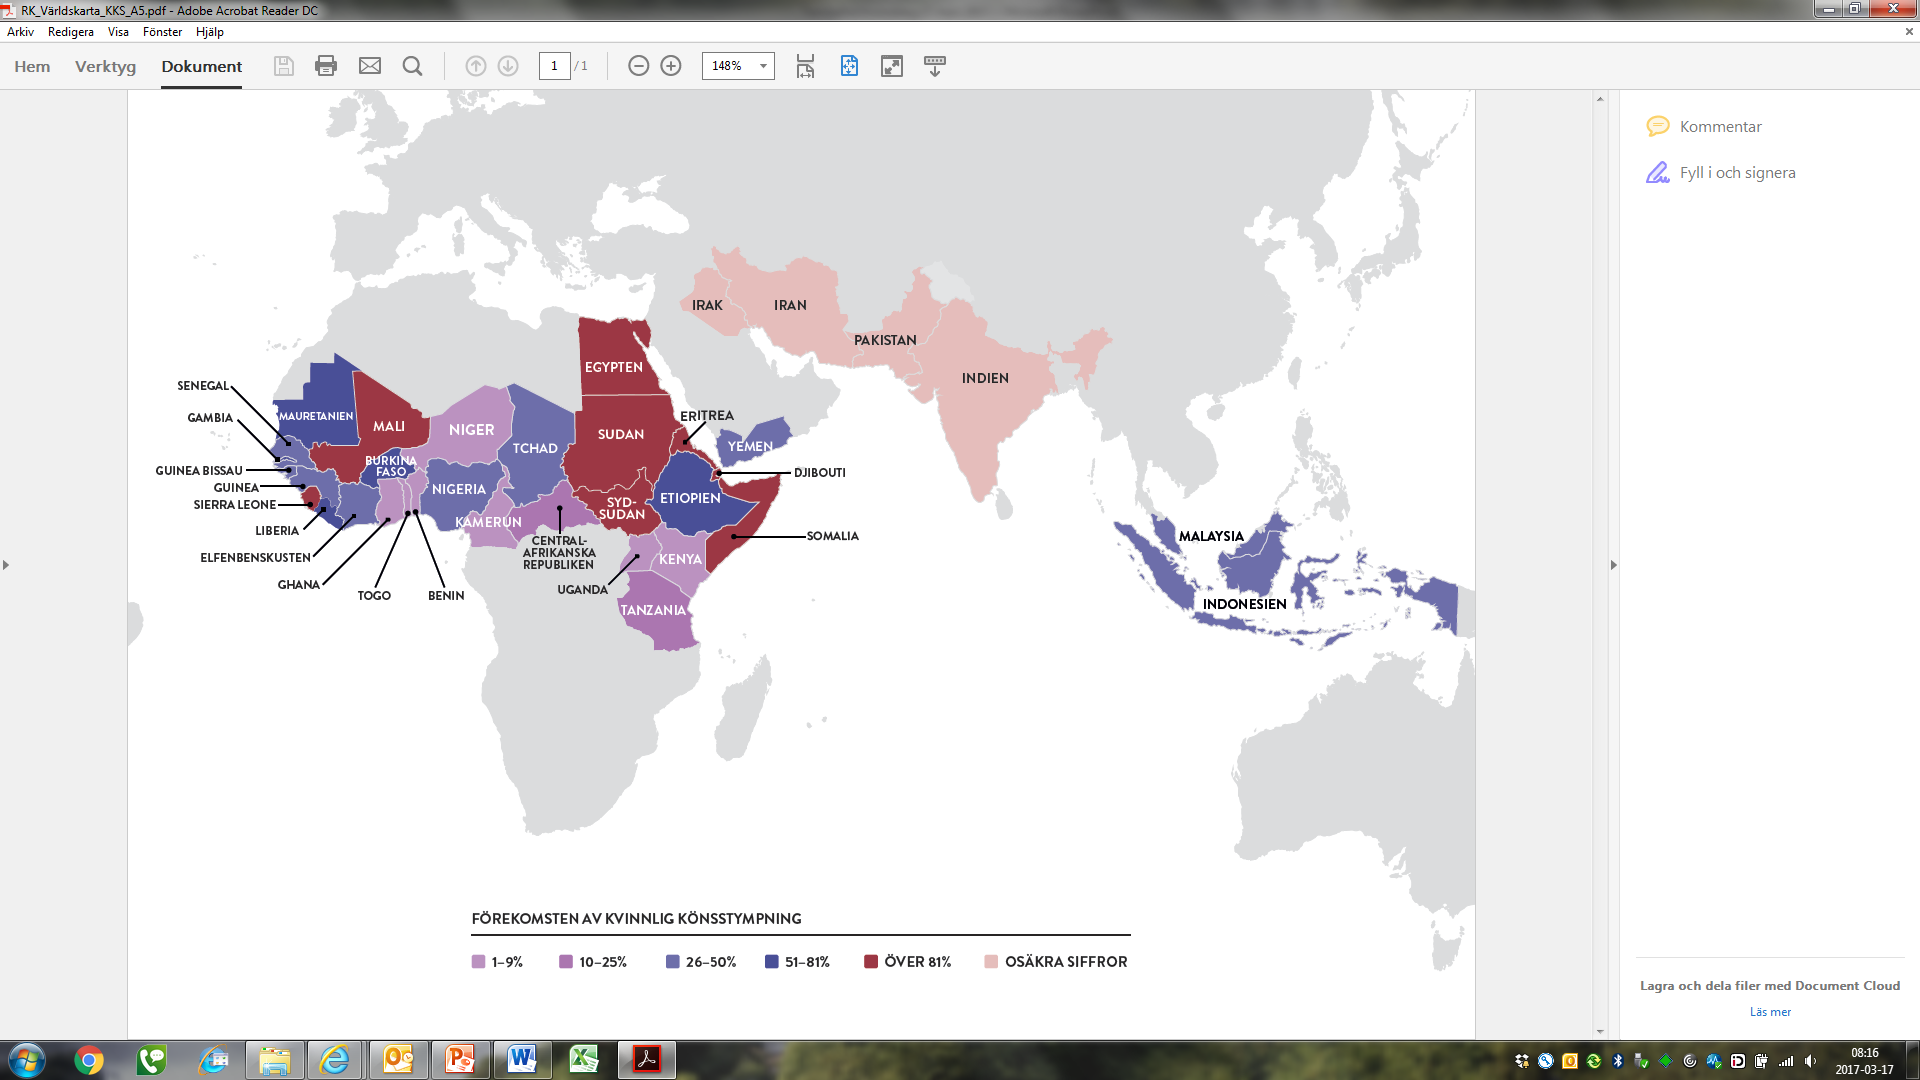 RK_Världskarta_KKS_A5.pdf - Adobe Acrobat Reader DC
Arkiv Redigera Visa Fönster Hjälp
Hem Verktyg Dokument 1 / 1 148%
Kommentar
Fyll i och signera
IRAK
IRAN
PAKISTAN
INDIEN
EGYPTEN
SENEGAL
GAMBIA
MAURETANIEN
MALI
NIGER
TCHAD
SUDAN
ERITREA
YEMEN
BURKINA
FASO
GUINEA BISSAU
DJIBOUTI
GUINEA
NIGERIA
ETIOPIEN
SIERRA LEONE
SYD-
SUDAN
KAMERUN
LIBERIA
SOMALIA
MALAYSIA
CENTRAL-
AFRIKANSKA
REPUBLIKEN
ELFENBENSKUSTEN
KENYA
GHANA
UGANDA
TOGO
BENIN
TANZANIA
INDONESIEN
FÖREKOMSTEN AV KVINNLIG KÖNSSTYMPNING
1–9% 10–25% 26–50% 51–81% ÖVER 81% OSÄKRA SIFFROR
Lagra och dela filer med Document Cloud
Läs mer
08:16
2017-03-17